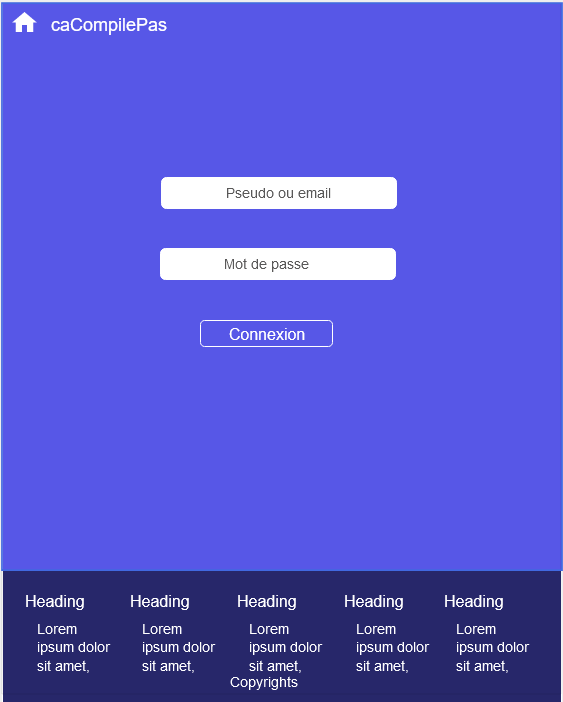 caCompilePas
Pseudo ou email
Mot de passe
Connexion
Heading
Lorem
ipsum dolor
sit amet,
Heading
Lorem
ipsum dolor
sit amet,
Heading
Lorem
ipsum dolor
sit amet,
Heading
Lorem
ipsum dolor
sit amet,
Heading
Lorem
ipsum dolor
sit amet,
Copyrights